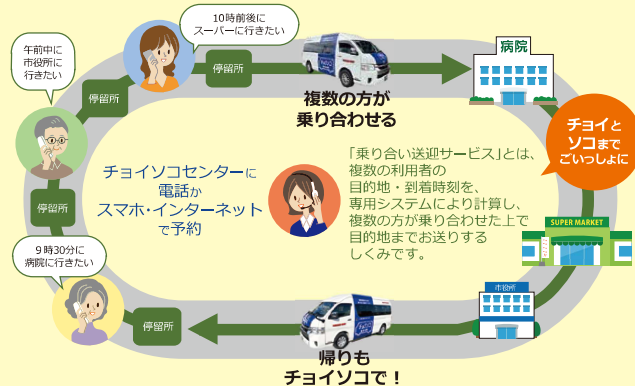 10時前後に
スーパーに行きたい
午前中に
市役所に
行きたい
停留所
停留所
停留所
９時30分に
病院に行きたい
停留所
複数の方が
乗り合わせる
病院
チョイと
ソコまで
ごいっしょに
チョイソコセンターに
電話か
スマホ・インターネット
で予約
「乗り合い送迎サービス」とは、
複数の利用者の
目的地・到着時刻を、
専用システムにより計算し、
複数の方が乗り合わせた上で
目的地までお送りする
しくみです。
SUPER MARKET
市役所
帰りも
チョイソコで！